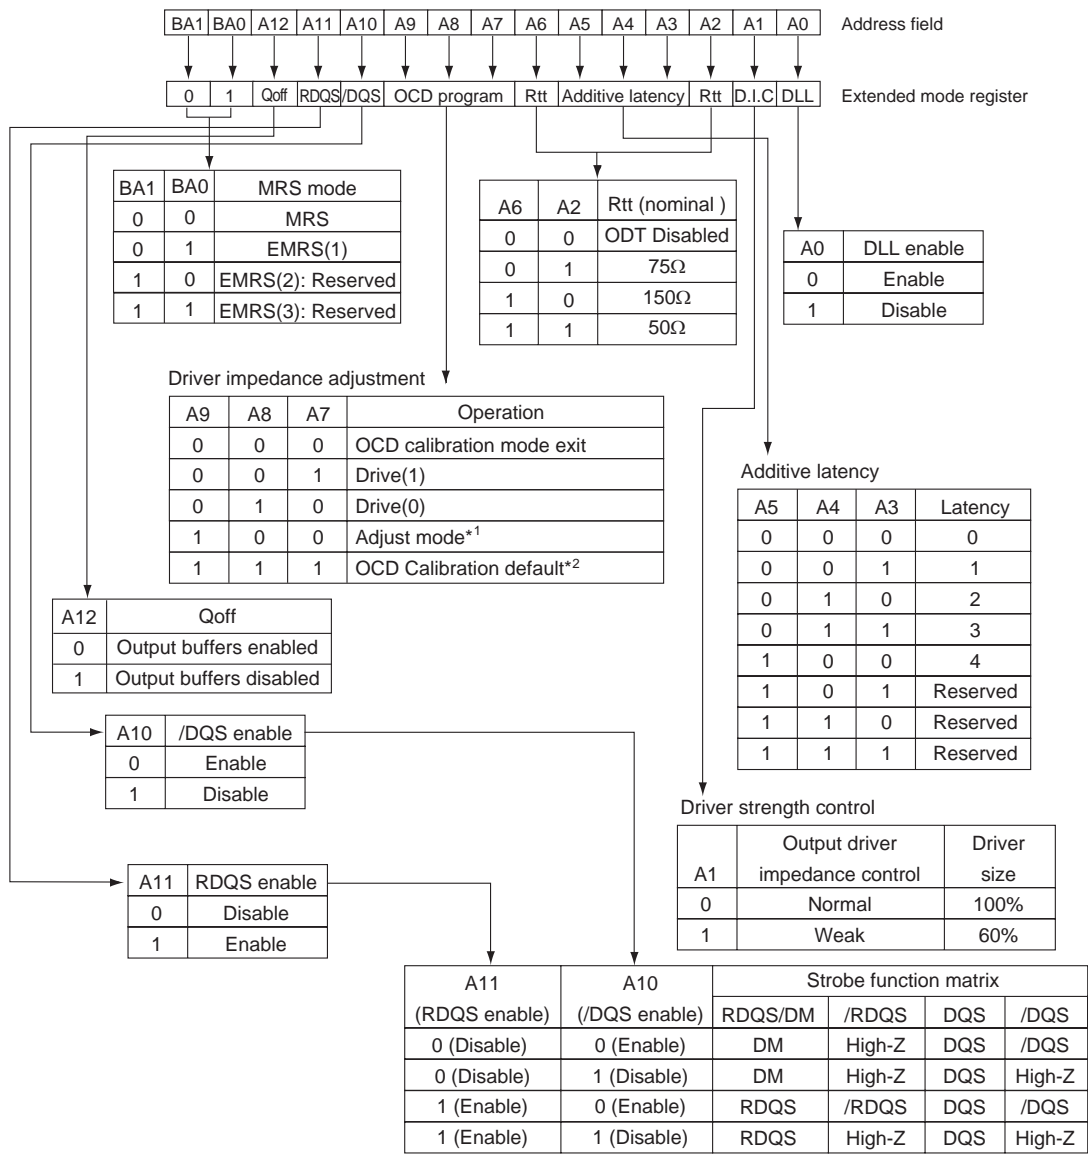 BA1 BA0 A12 A11 A10 A9 A8 A7 A6 A5 A4 A3 A2 A1 A0 Address field
0 1 Qoff RDQS /DQS OCD program Rtt Additive latency Rtt D.I.C DLL Extended mode register
BA1 BA0 MRS mode
0 0 MRS
0 1 EMRS(1)
1 0 EMRS(2): Reserved
1 1 EMRS(3): Reserved
A6 A2 Rtt (nominal )
0 0 ODT Disabled
0 1 75Ω
1 0 150Ω
1 1 50Ω
A0 DLL enable
0 Enable
1 Disable
Driver impedance adjustment
A9 A8 A7 Operation
0 0 0 OCD calibration mode exit
0 0 1 Drive(1)
0 1 0 Drive(0)
1 0 0 Adjust mode*1
1 1 1 OCD Calibration default*2
Additive latency
A5 A4 A3 Latency
0 0 0 0
0 0 1 1
0 1 0 2
0 1 1 3
1 0 0 4
1 0 1 Reserved
1 1 0 Reserved
1 1 1 Reserved
A12 Qoff
0 Output buffers enabled
1 Output buffers disabled
A10 /DQS enable
0 Enable
1 Disable
Driver strength control
A1 Output driver impedance control Driver size
0 Normal 100%
1 Weak 60%
A11 RDQS enable
0 Disable
1 Enable
A11 A10 Strobe function matrix
(RDQS enable) (/DQS enable) RDQS/DM /RDQS DQS /DQS
0 (Disable) 0 (Enable) DM High-Z DQS /DQS
0 (Disable) 1 (Disable) DM High-Z DQS High-Z
1 (Enable) 0 (Enable) RDQS /RDQS DQS /DQS
1 (Enable) 1 (Disable) RDQS High-Z DQS High-Z